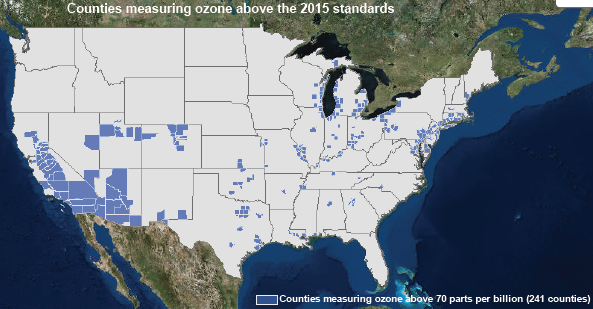 Counties measuring ozone above the 2015 standards
Counties measuring ozone above 70 parts per billion (241 counties)